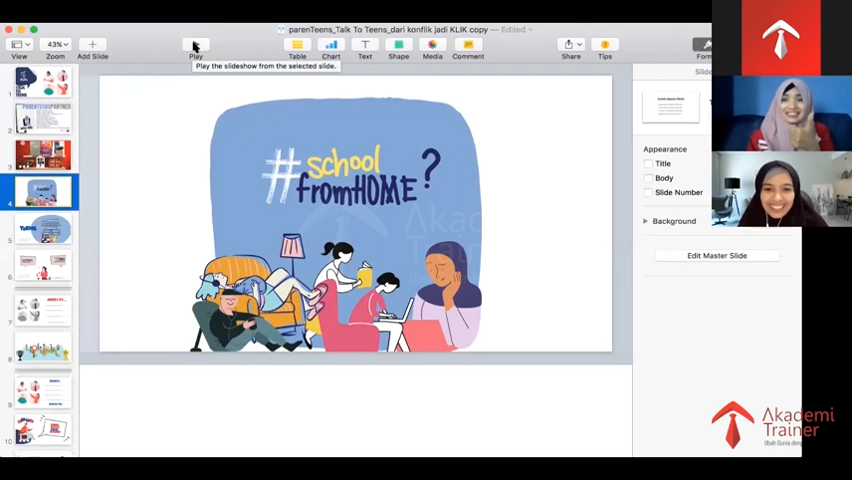 parenTeens_Talk To Teens_dari konflik jadi KLIK copy — Edited
43%
View
Zoom
Add Slide
Play
Table
Chart
Text
Shape
Media
Comment
Share
Tips
Play the slideshow from the selected slide.
#school
fromHOME?
Akademi
Trainer
Appearance
Title
Body
Slide Number
Background
Edit Master Slide
1
2
3
4
5
6
7
8
9
10
Akademi
Trainer